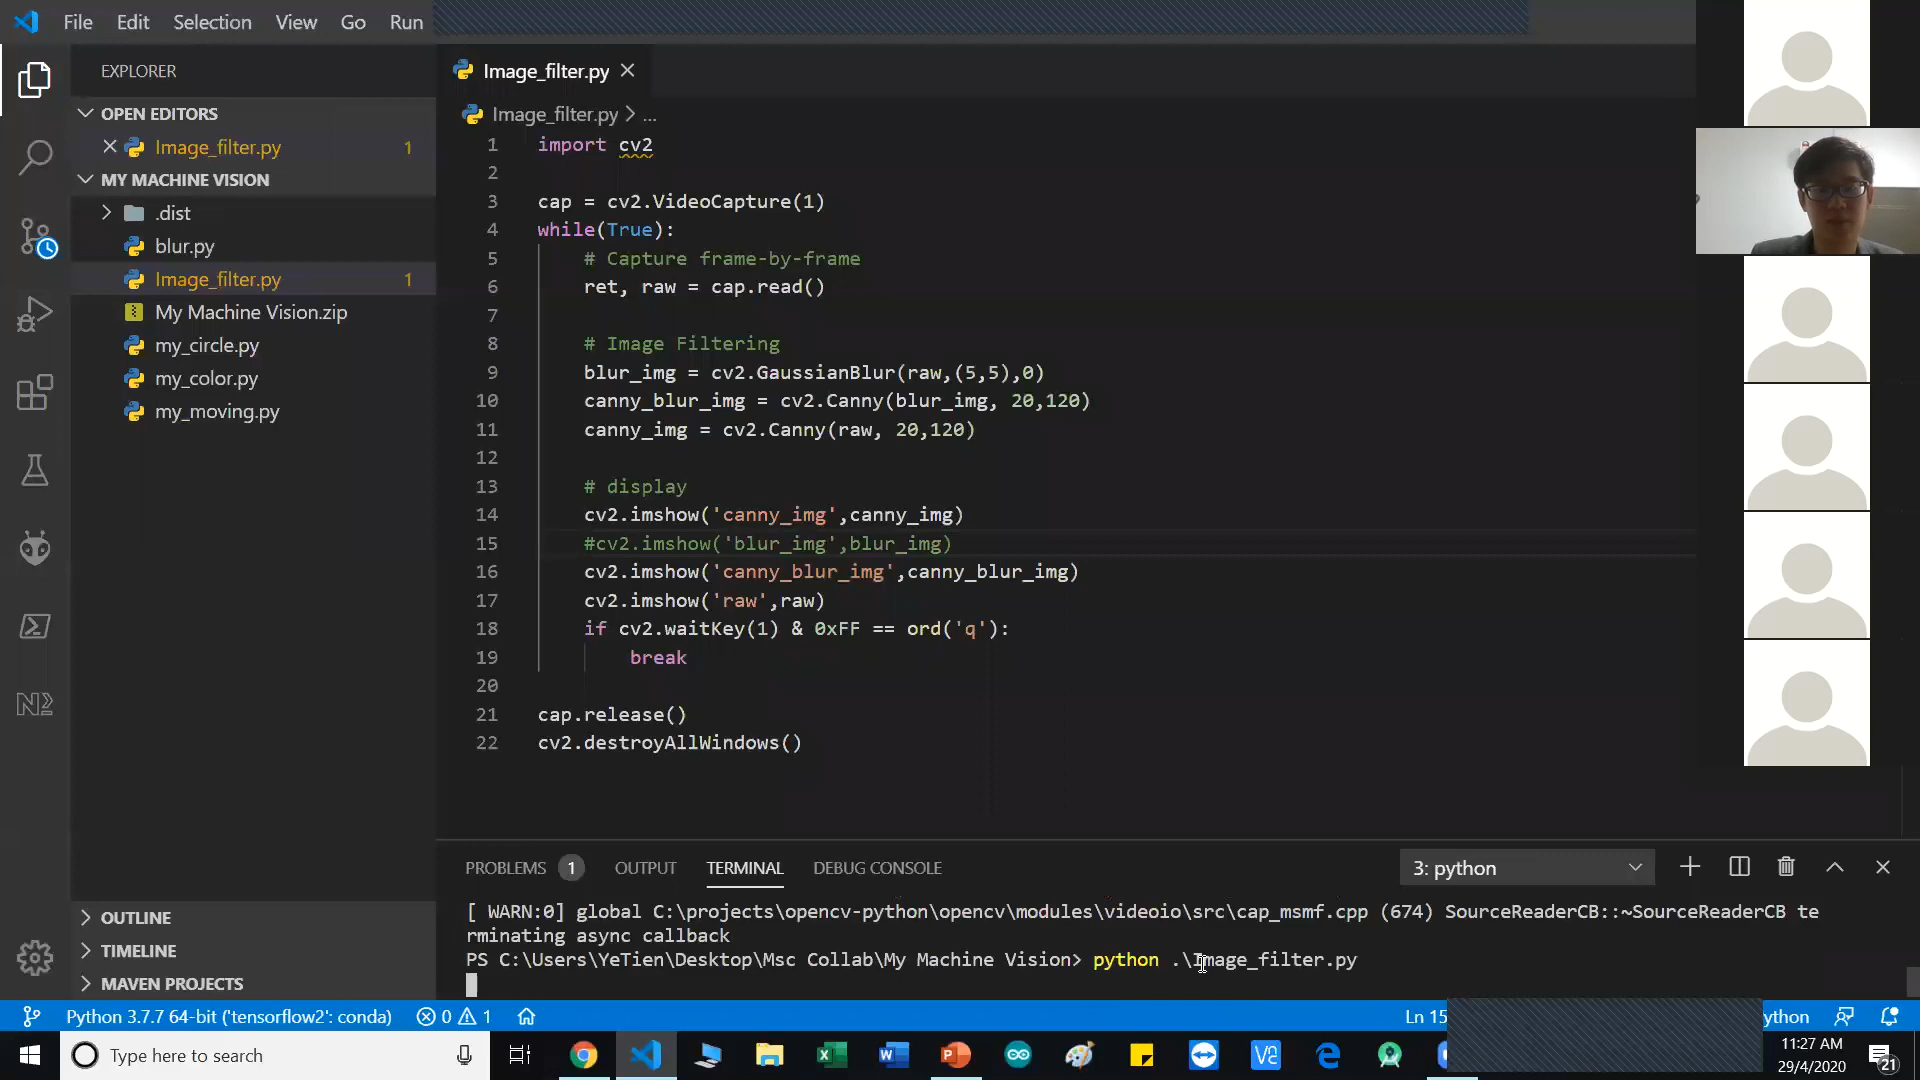 File Edit Selection View Go Run
EXPLORER
OPEN EDITORS
Image_filter.py 1
MY MACHINE VISION
.dist
blur.py
Image_filter.py 1
My Machine Vision.zip
my_circle.py
my_color.py
my_moving.py
OUTLINE
TIMELINE
MAVEN PROJECTS
Image_filter.py
Image_filter.py > ...
1 import cv2
2
3 cap = cv2.VideoCapture(1)
4 while(True):
5 # Capture frame-by-frame
6 ret, raw = cap.read()
7
8 # Image Filtering
9 blur_img = cv2.GaussianBlur(raw,(5,5),0)
10 canny_blur_img = cv2.Canny(blur_img, 20,120)
11 canny_img = cv2.Canny(raw, 20,120)
12
13 # display
14 cv2.imshow('canny_img',canny_img)
15 #cv2.imshow('blur_img',blur_img)
16 cv2.imshow('canny_blur_img',canny_blur_img)
17 cv2.imshow('raw',raw)
18 if cv2.waitKey(1) & 0xFF == ord('q'):
19 break
20
21 cap.release()
22 cv2.destroyAllWindows()
PROBLEMS 1 OUTPUT TERMINAL DEBUG CONSOLE 3: python
[ WARN:0] global C:\projects\opencv-python\opencv\modules\videoio\src\cap_msmf.cpp (674) SourceReaderCB::~SourceReaderCB te
rminating async callback
PS C:\Users\YeTien\Desktop\Msc Collab\My Machine Vision> python .\Image_filter.py
Python 3.7.7 64-bit ('tensorflow2': conda) 0 1 Ln 15 ython
Type here to search
11:27 AM
29/4/2020
21